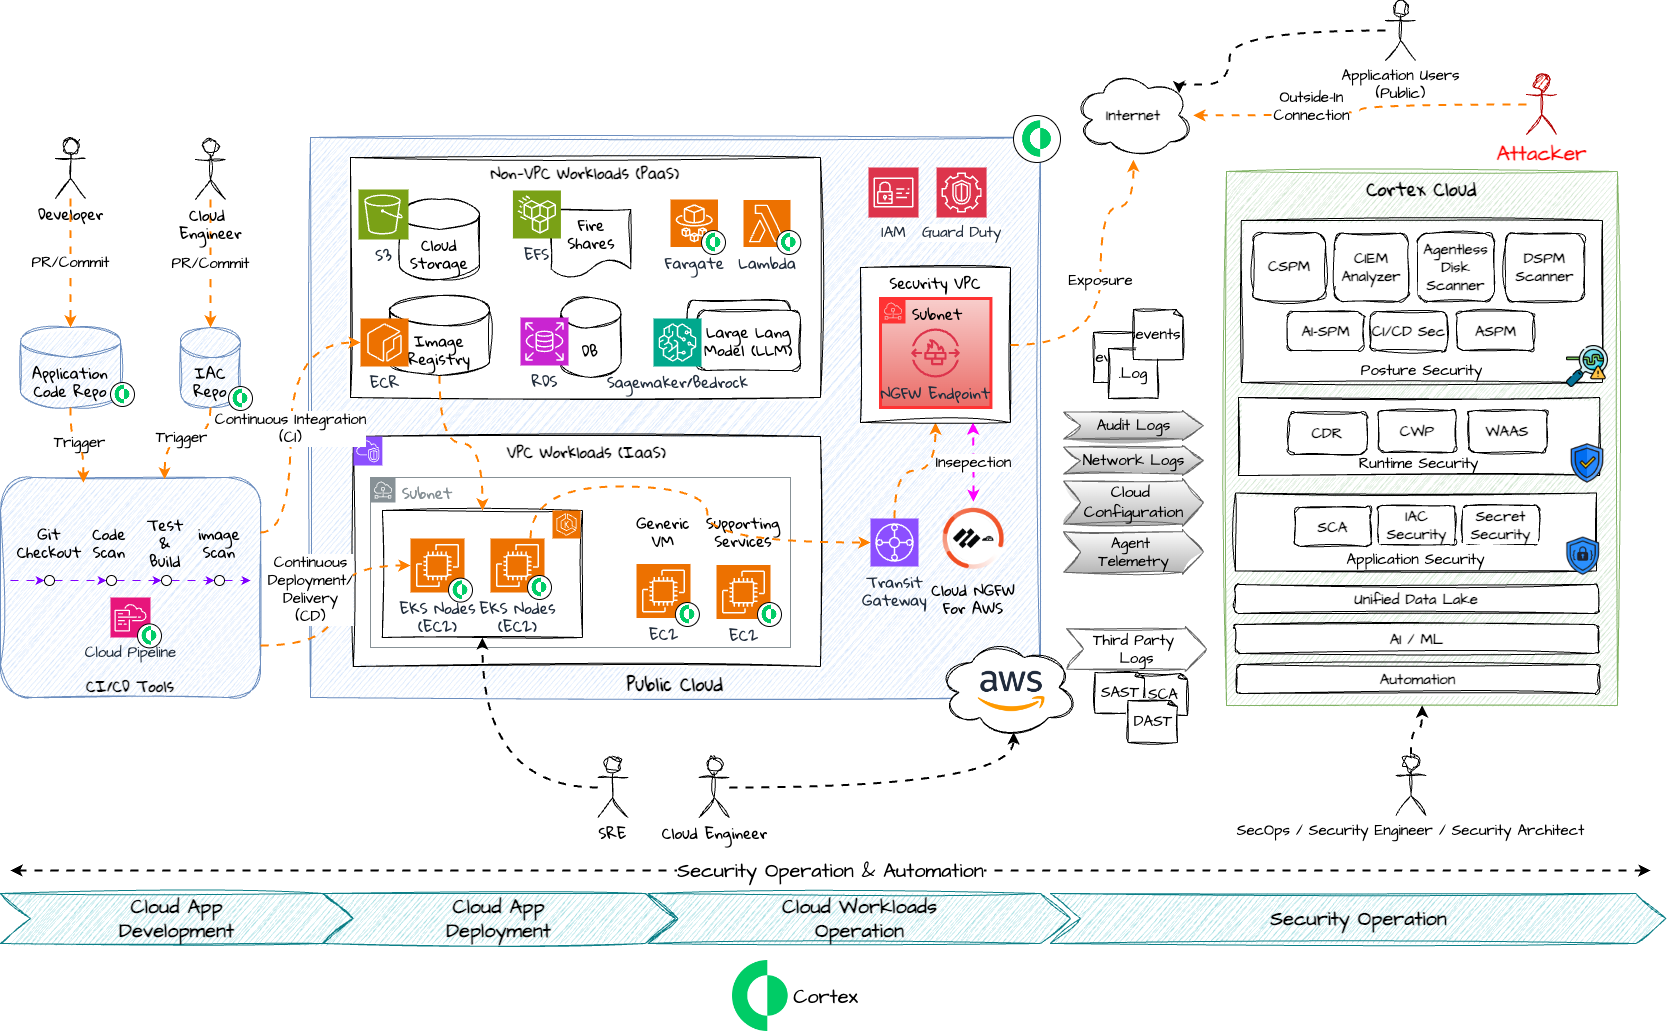 Application Users
(Public)
Internet
Outside-In
Connection
Attacker
Developer
Cloud
Engineer
PR/Commit
PR/Commit
Application
Code Repo
IAC
Repo
Trigger
Trigger
Continuous Integration
(CI)
Git
Checkout
Code
Scan
Test
&
Build
image
Scan
Cloud Pipeline
CI/CD Tools
Continuous
Deployment/
Delivery
(CD)
Non-VPC Workloads (PaaS)
S3
Cloud
Storage
EFS
Fire
Shares
Fargate
Lambda
ECR
Image
Registry
RDS
DB
Large Lang
Model (LLM)
Sagemaker/Bedrock
IAM
Guard Duty
Security VPC
Subnet
NGFW Endpoint
Exposure
VPC Workloads (IaaS)
Subnet
EKS Nodes
(EC2)
EKS Nodes
(EC2)
Generic
VM
Supporting
Services
EC2
EC2
Insepection
Transit
Gateway
Cloud NGFW
For AWS
Public Cloud
aws
events
ev
.Log
Audit Logs
Network Logs
Cloud
Configuration
Agent
Telemetry
Third Party
Logs
SAST
SCA
DAST
Cortex Cloud
CSPM
CIEM
Analyzer
Agentless
Disk
Scanner
DSPM
Scanner
AI-SPM
CI/CD Sec
ASPM
Posture Security
CDR
CWP
WAAS
Runtime Security
SCA
IAC
Security
Secret
Security
Application Security
Unified Data Lake
AI / ML
Automation
SRE
Cloud Engineer
SecOps / Security Engineer / Security Architect
Security Operation & Automation
Cloud App
Development
Cloud App
Deployment
Cloud Workloads
Operation
Security Operation
Cortex